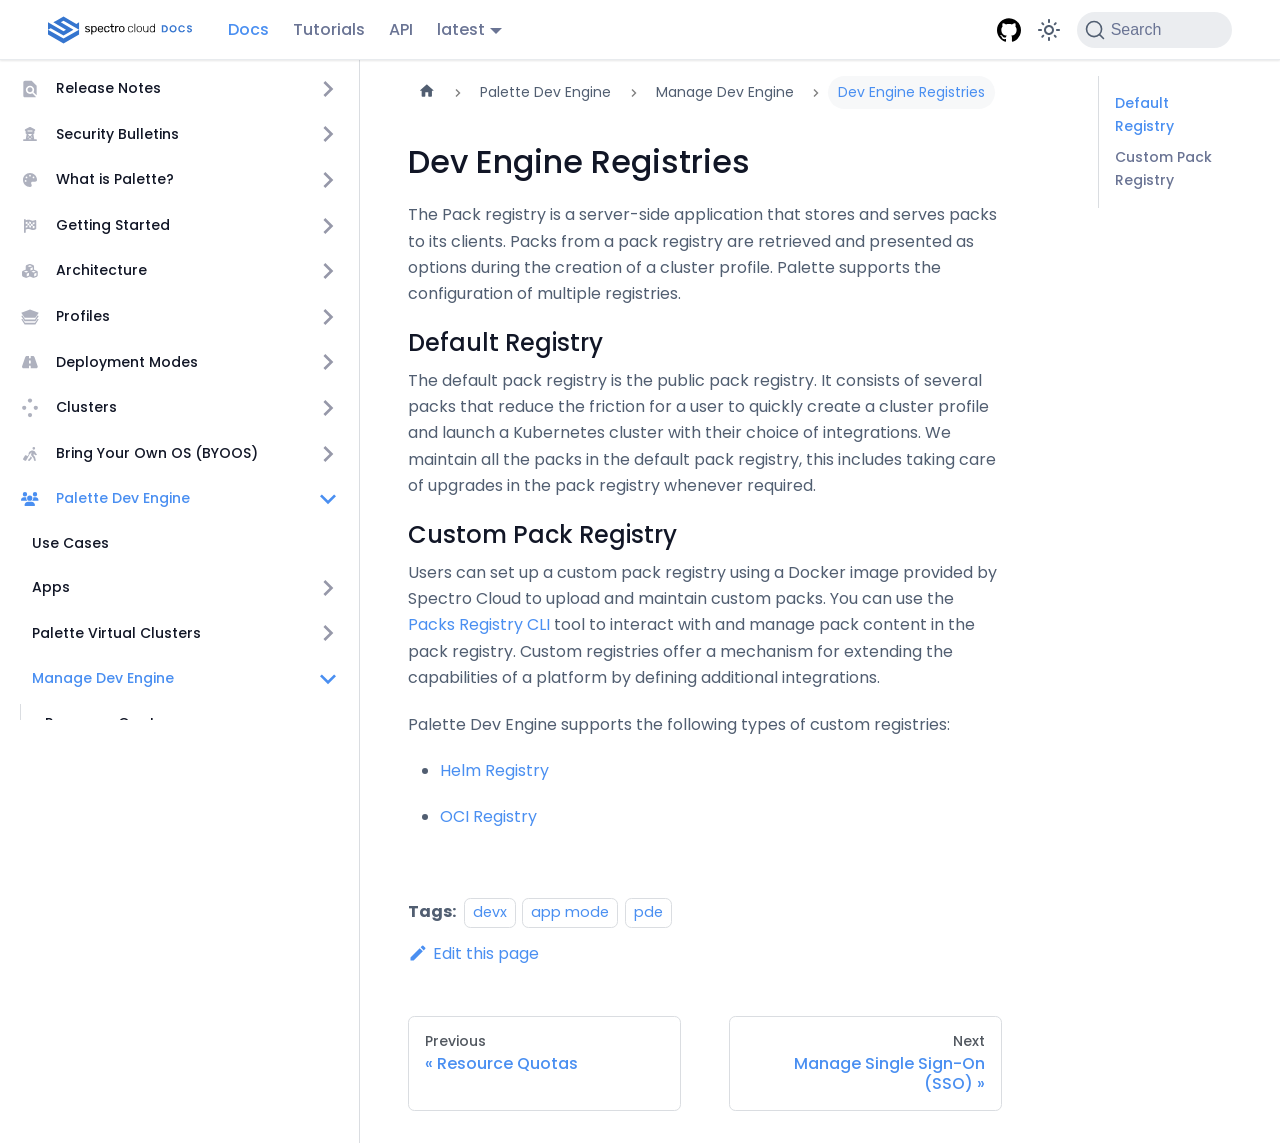 spectro cloud DOCS Docs Tutorials API latest Search
Release Notes
Security Bulletins
What is Palette?
Getting Started
Architecture
Profiles
Deployment Modes
Clusters
Bring Your Own OS (BYOOS)
Palette Dev Engine
Use Cases
Apps
Palette Virtual Clusters
Manage Dev Engine
Palette Dev Engine Manage Dev Engine Dev Engine Registries
Dev Engine Registries
The Pack registry is a server-side application that stores and serves packs
to its clients. Packs from a pack registry are retrieved and presented as
options during the creation of a cluster profile. Palette supports the
configuration of multiple registries.
Default Registry
The default pack registry is the public pack registry. It consists of several
packs that reduce the friction for a user to quickly create a cluster profile
and launch a Kubernetes cluster with their choice of integrations. We
maintain all the packs in the default pack registry, this includes taking care
of upgrades in the pack registry whenever required.
Custom Pack Registry
Users can set up a custom pack registry using a Docker image provided by
Spectro Cloud to upload and maintain custom packs. You can use the
Packs Registry CLI tool to interact with and manage pack content in the
pack registry. Custom registries offer a mechanism for extending the
capabilities of a platform by defining additional integrations.
Palette Dev Engine supports the following types of custom registries:
Helm Registry
OCI Registry
Tags: devx app mode pde
Edit this page
Previous
« Resource Quotas
Next
Manage Single Sign-On
(SSO) »
Default
Registry
Custom Pack
Registry